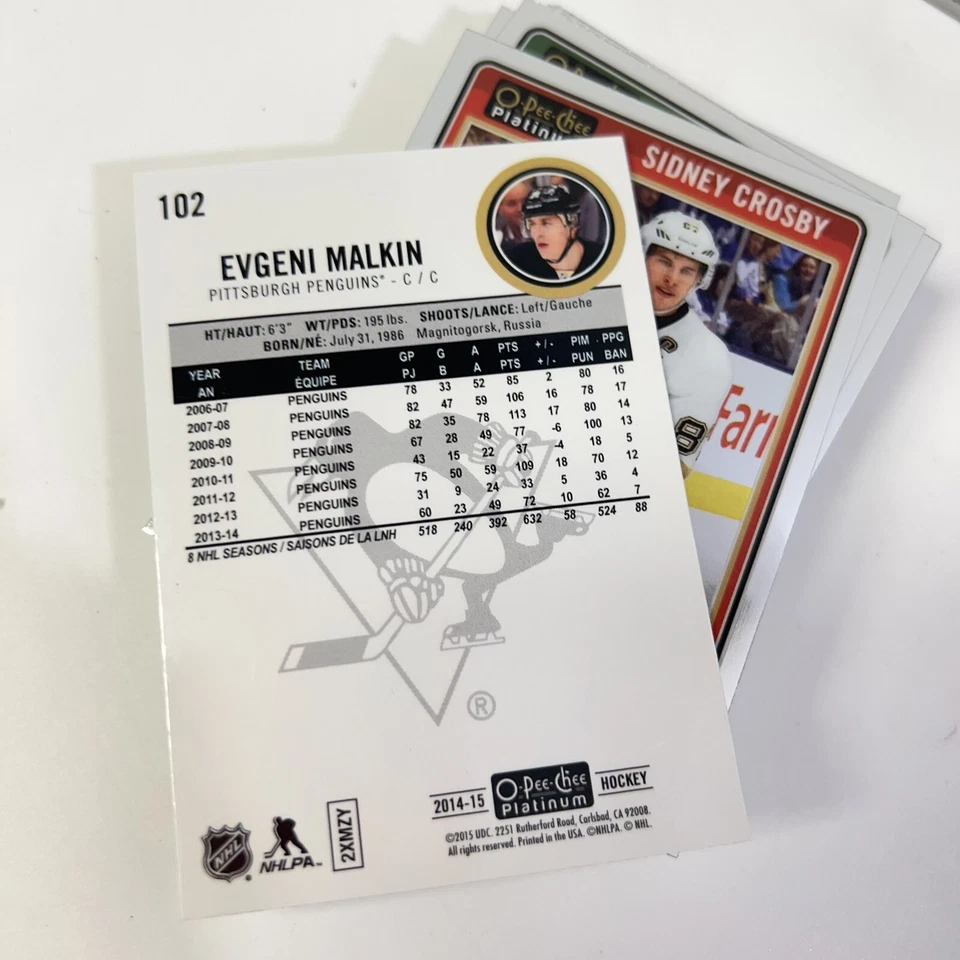 O-Pee-Chee
O-Pee-Chee
Platinum
SIDNEY CROSBY
8
Farm
102
EVGENI MALKIN
PITTSBURGH PENGUINS® - C / C
HT/HAUT: 6'3" WT/PDS: 195 lbs. SHOOTS/LANCE: Left/Gauche
BORN/NÉ: July 31, 1986 Magnitogorsk, Russia
YEAR TEAM GP G A PTS +/- PIM PPG
AN ÉQUIPE PJ B A PTS +/- PUN BAN
2006-07 PENGUINS 78 33 52 85 2 80 16
2007-08 PENGUINS 82 47 59 106 16 78 17
2008-09 PENGUINS 82 35 78 113 17 80 14
2009-10 PENGUINS 67 28 49 77 -6 100 13
2010-11 PENGUINS 43 15 22 37 -4 18 5
2011-12 PENGUINS 75 50 59 109 18 70 12
2012-13 PENGUINS 31 9 24 33 5 36 4
2013-14 PENGUINS 60 23 49 72 10 62 7
8 NHL SEASONS / SAISONS DE LA LNH 518 240 392 632 58 524 88
®
2014-15 O-Pee-Chee Platinum HOCKEY
©2015 UDC. 2251 Rutherford Road, Carlsbad, CA 92008.
All rights reserved. Printed in the USA. ©NHLPA. © NHL.
NHL
NHLPA™
2XMZY